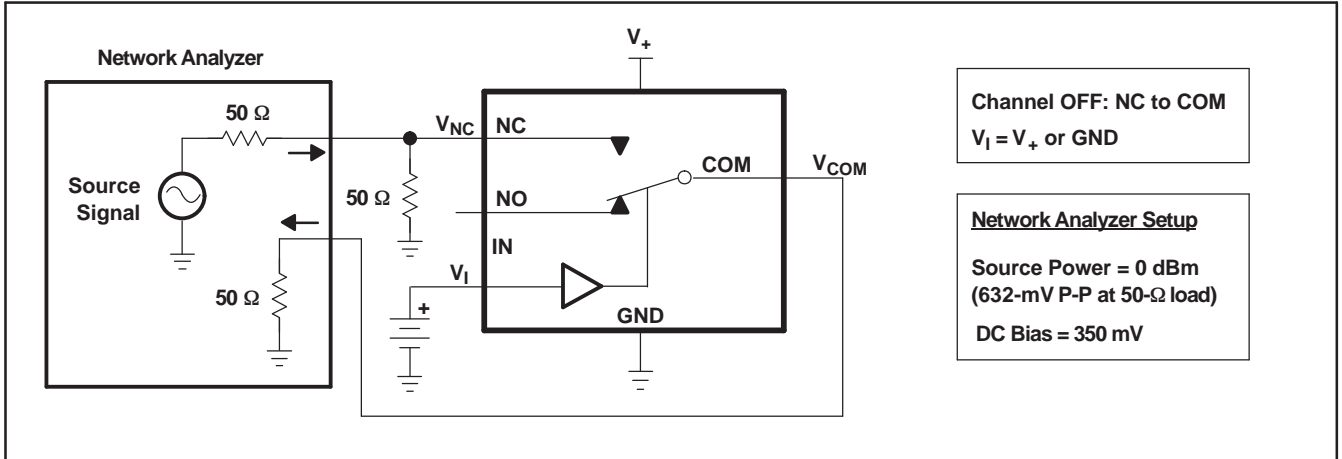 Network Analyzer
50 Ω
Source
Signal
50 Ω
50 Ω
V+
VNC
NC
NO
IN
VI
+
COM
VCOM
GND
Channel OFF: NC to COM
VI = V+ or GND
Network Analyzer Setup
Source Power = 0 dBm
(632-mV P-P at 50-Ω load)
DC Bias = 350 mV